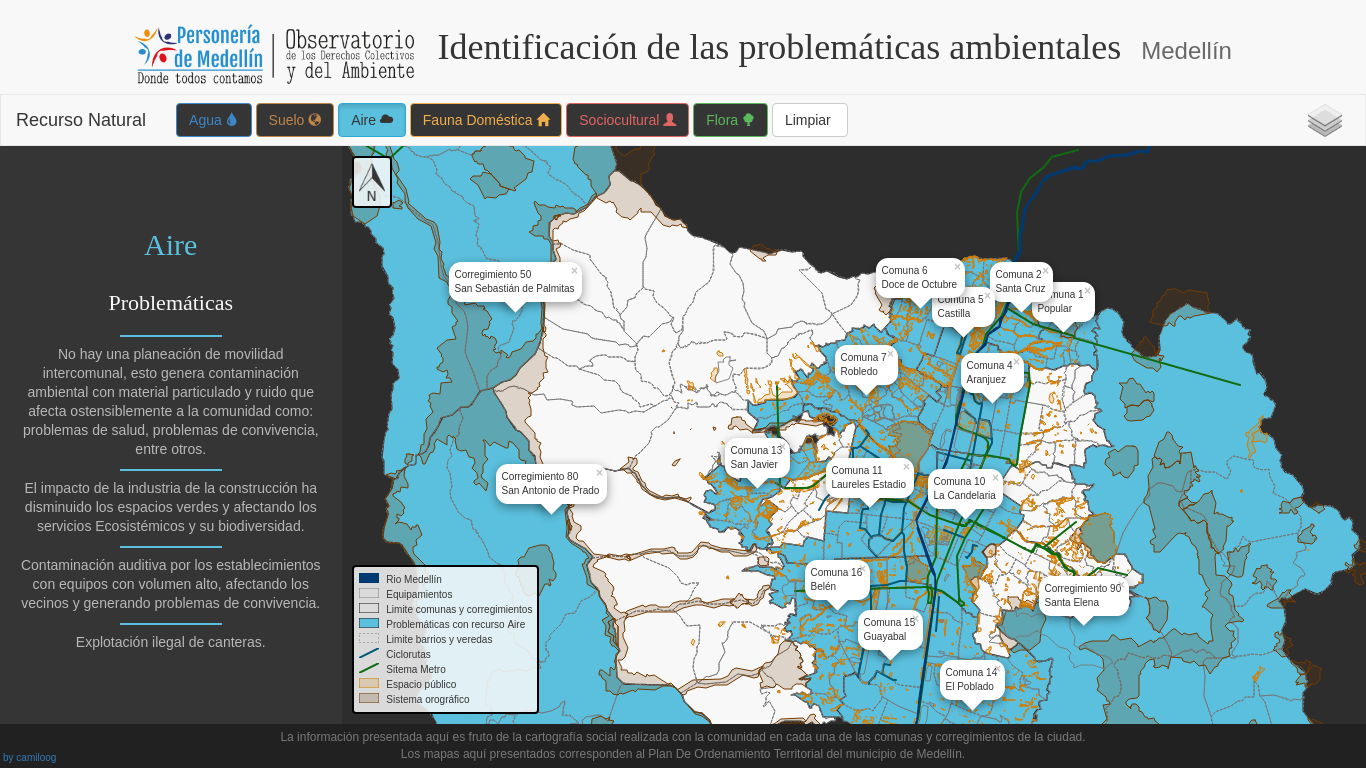 Personería
de Medellín
Donde todos contamos
Observatorio
de los Derechos Colectivos
y del Ambiente
Identificación de las problemáticas ambientales Medellín
Recurso Natural
Agua
Suelo
Aire
Fauna Doméstica
Sociocultural
Flora
Limpiar
Aire
Problemáticas
No hay una planeación de movilidad
intercomunal, esto genera contaminación
ambiental con material particulado y ruido que
afecta ostensiblemente a la comunidad como:
problemas de salud, problemas de convivencia,
entre otros.
El impacto de la industria de la construcción ha
disminuido los espacios verdes y afectando los
servicios Ecosistémicos y su biodiversidad.
Contaminación auditiva por los establecimientos
con equipos con volumen alto, afectando los
vecinos y generando problemas de convivencia.
Explotación ilegal de canteras.
N
Corregimiento 50
San Sebastián de Palmitas
Comuna 6
Doce de Octubre
Comuna 5
Castilla
Comuna 2
Santa Cruz
muna 1
Popular
Comuna 7
Robledo
Comuna 4
Aranjuez
Comuna 13
San Javier
Comuna 11
Laureles Estadio
Comuna 10
La Candelaria
Corregimiento 80
San Antonio de Prado
Comuna 16
Belén
Corregimiento 90
Santa Elena
Comuna 15
Guayabal
Comuna 14
El Poblado
Rio Medellín
Equipamientos
Limite comunas y corregimientos
Problemáticas con recurso Aire
Limite barrios y veredas
Ciclorutas
Sitema Metro
Espacio público
Sistema orográfico
La información presentada aquí es fruto de la cartografía social realizada con la comunidad en cada una de las comunas y corregimientos de la ciudad.
Los mapas aquí presentados corresponden al Plan De Ordenamiento Territorial del municipio de Medellín.
by camiloog